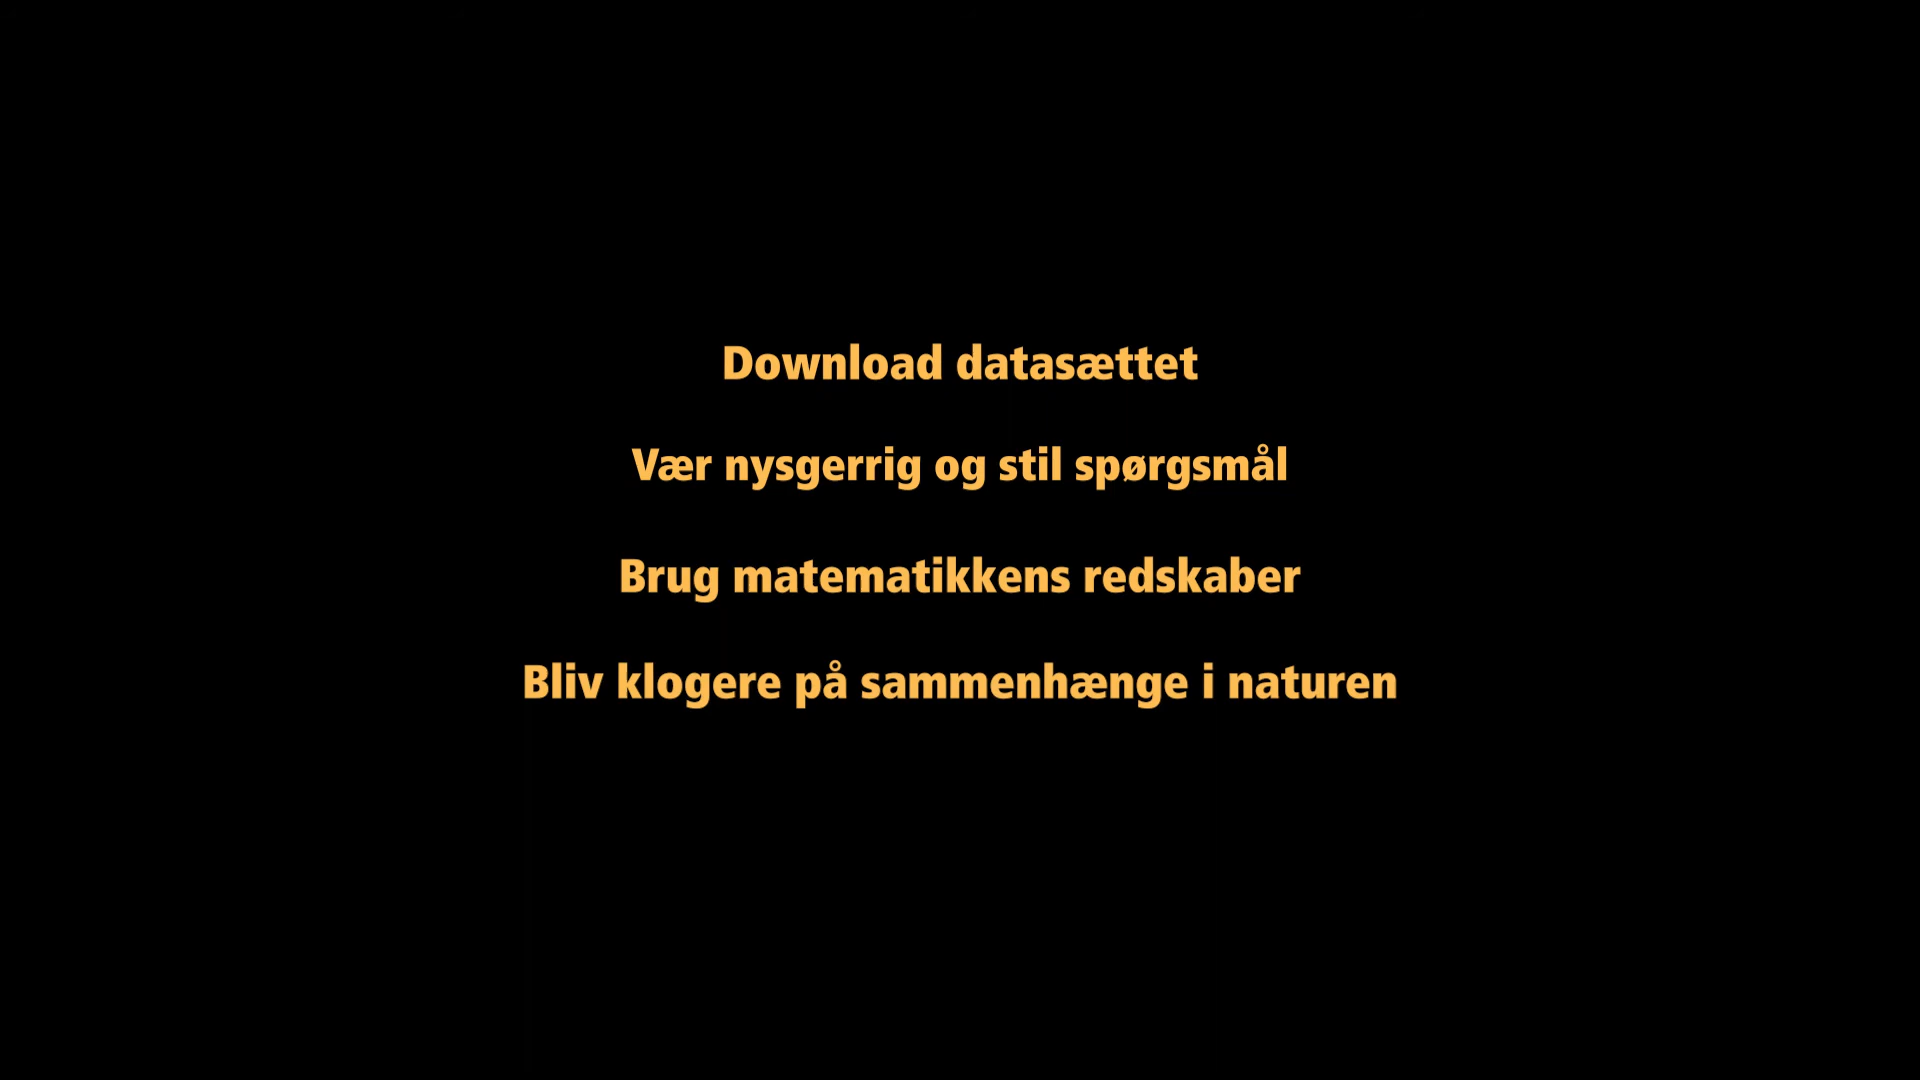 Download datasættet
Vær nysgerrig og stil spørgsmål
Brug matematikkens redskaber
Bliv klogere på sammenhænge i naturen